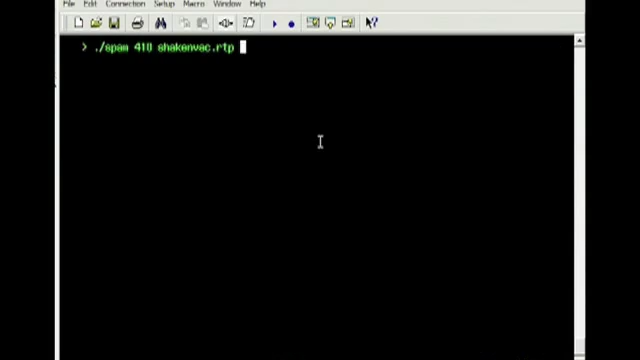 File Edit Connection Setup Macro Window Help
> ./spam 410 shakenvac.rtp